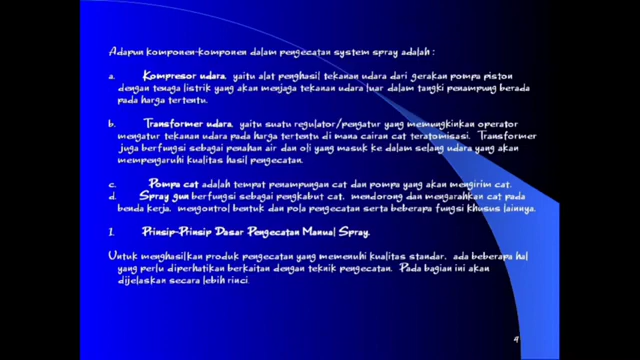 Adapun komponen-komponen dalam pengecatan system spray adalah :
a. Kompresor udara, yaitu alat penghasil tekanan udara dari gerakan pompa piston
dengan tenaga listrik yang akan menjaga tekanan udara luar dalam tangki penampung berada
pada harga tertentu.
b. Transformer udara, yaitu suatu regulator/pengatur yang memungkinkan operator
mengatur tekanan udara pada harga tertentu di mana cairan cat teratomisasi. Transformer
juga berfungsi sebagai penahan air dan oli yang masuk ke dalam selang udara yang akan
mempengaruhi kualitas hasil pengecatan.
c. Pompa cat adalah tempat penampungan cat dan pompa yang akan mengirim cat.
d. Spray gun berfungsi sebagai pengkabut cat, mendorong dan mengarahkan cat pada
benda kerja, mengontrol bentuk dan pola pengecatan serta beberapa fungsi khusus lainnya.
1. Prinsip-Prinsip Dasar Pengecatan Manual Spray.
Untuk menghasilkan produk pengecatan yang memenuhi kualitas standar, ada beberapa hal
yang perlu diperhatikan berkaitan dengan teknik pengecatan. Pada bagian ini akan
dijelaskan secara lebih rinci.
4